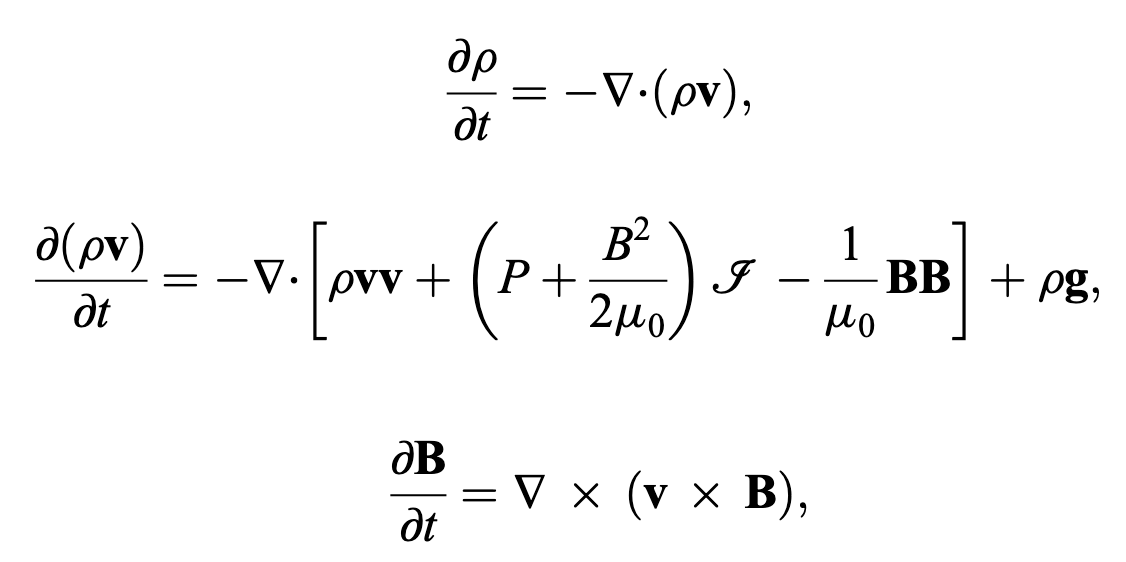 ∂ρ/∂t = −∇·(ρ𝐯),
∂(ρ𝐯)/∂t = −∇·[ρ𝐯𝐯 + (P + B²/2μ₀) ℐ − 1/μ₀ 𝐁𝐁] + ρ𝐠,
∂𝐁/∂t = ∇ × (𝐯 × 𝐁),